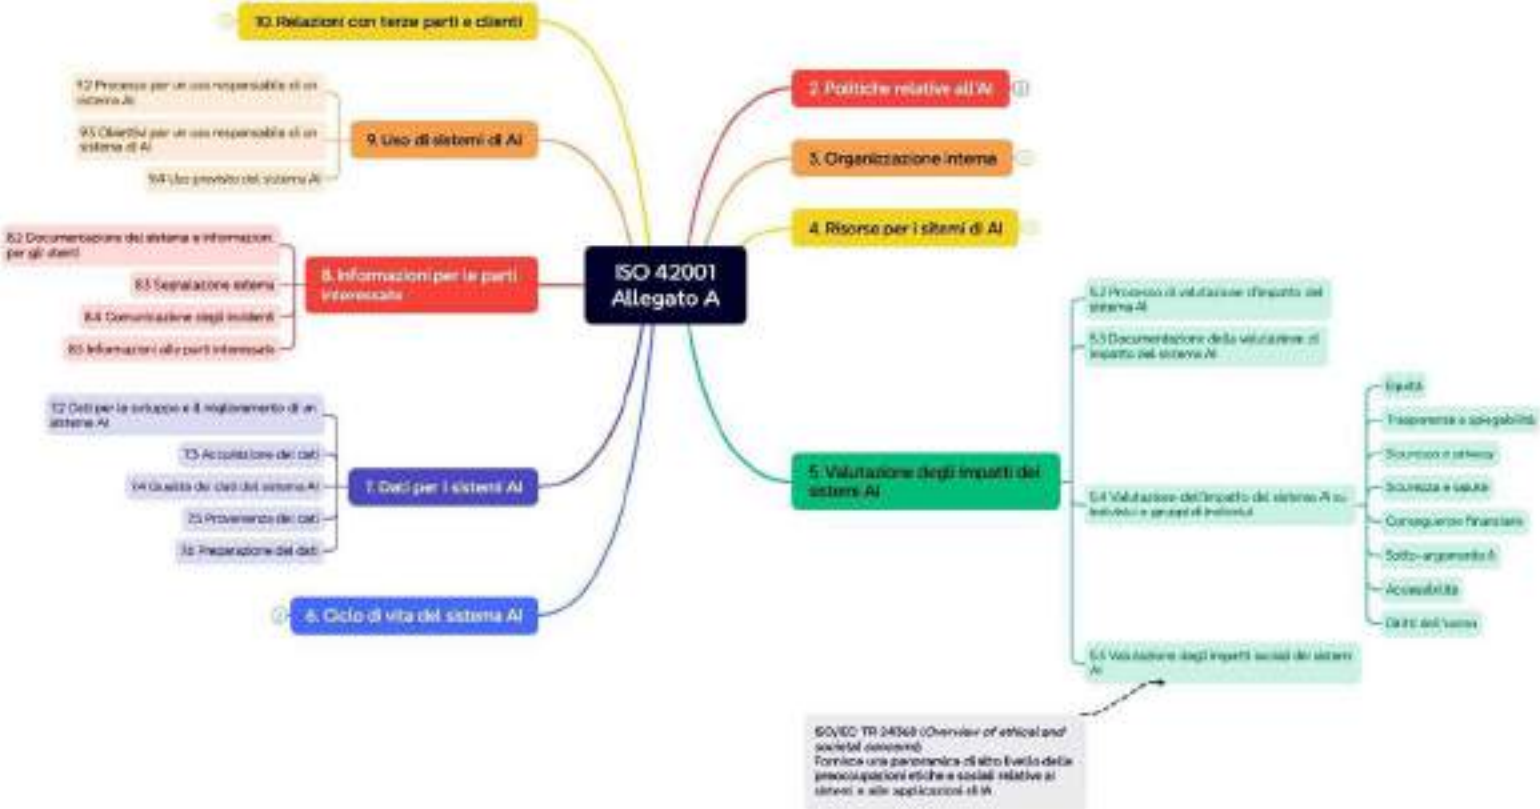 ISO 42001
Allegato A
2. Politiche relative all'AI
3. Organizzazione interna
4. Risorse per i sitemi di AI
5. Valutazione degli impatti dei
sistemi AI
5.2 Processo di valutazione d'impatto del
sistema AI
5.3 Documentazione della valutazione di
impatto del sistema AI
5.4 Valutazione dell'impatto del sistema AI su
individui o gruppi di individui
Equità
Trasparenza e spiegabilità
Sicurezza e privacy
Sicurezza e salute
Conseguenze finanziarie
Sotto-argomento 6
Accessibilità
Diritti dell'uomo
5.5 Valutazione degli impatti sociali dei sistemi
AI
ISO/IEC TR 24368 (Overview of ethical and
societal concerns)
Fornisce una panoramica di alto livello delle
preoccupazioni etiche e sociali relative ai
sistemi e alle applicazioni di IA
6. Ciclo di vita del sistema AI
7. Dati per i sistemi AI
7.2 Dati per lo sviluppo e il miglioramento di un
sistema AI
7.3 Acquisizione dei dati
7.4 Qualità dei dati del sistema AI
7.5 Provenienza dei dati
7.6 Preparazione dei dati
8. Informazioni per le parti
interessate
8.2 Documentazione del sistema e informazioni
per gli utenti
8.3 Segnalazione esterna
8.4 Comunicazione degli incidenti
8.5 Informazioni alle parti interessate
9. Uso di sistemi di AI
9.2 Processo per un uso responsabile di un
sistema AI
9.3 Obiettivi per un uso responsabile di un
sistema di AI
9.4 Uso previsto del sistema AI
10. Relazioni con terze parti e clienti